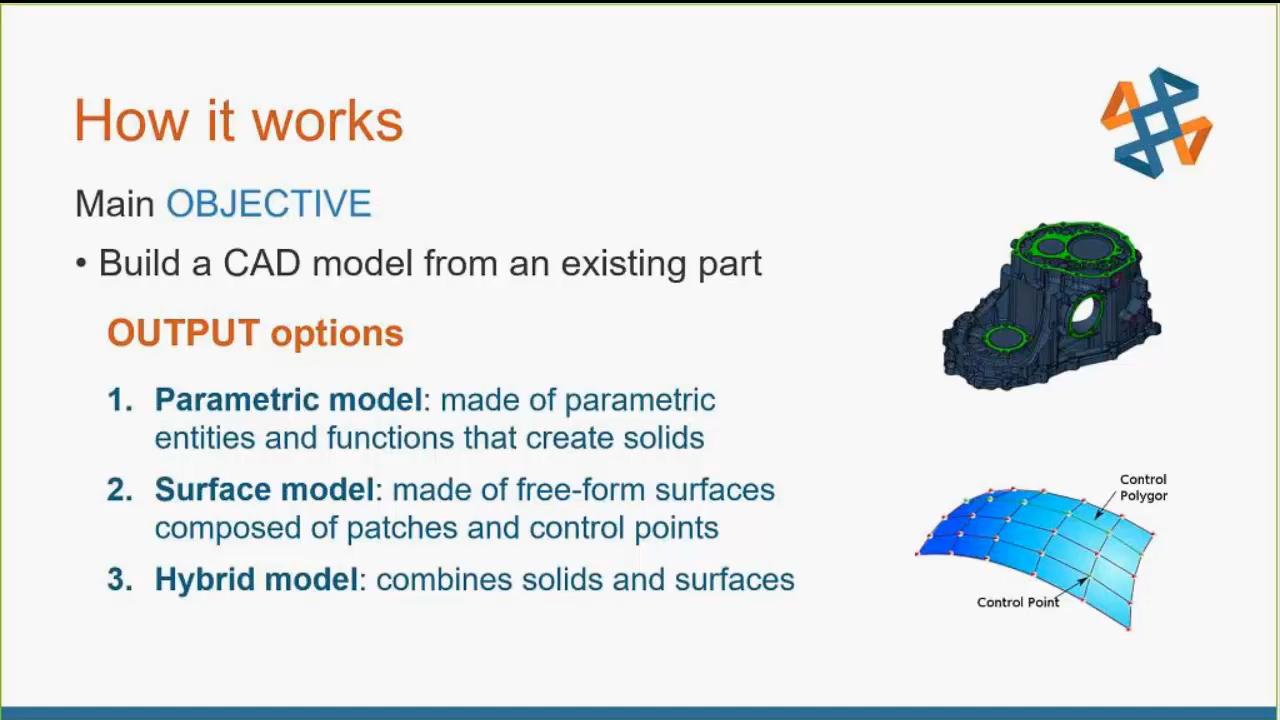 How it works
Main OBJECTIVE
• Build a CAD model from an existing part
OUTPUT options
1. Parametric model: made of parametric
entities and functions that create solids
2. Surface model: made of free-form surfaces
composed of patches and control points
3. Hybrid model: combines solids and surfaces
Control
Polygor
Control Point